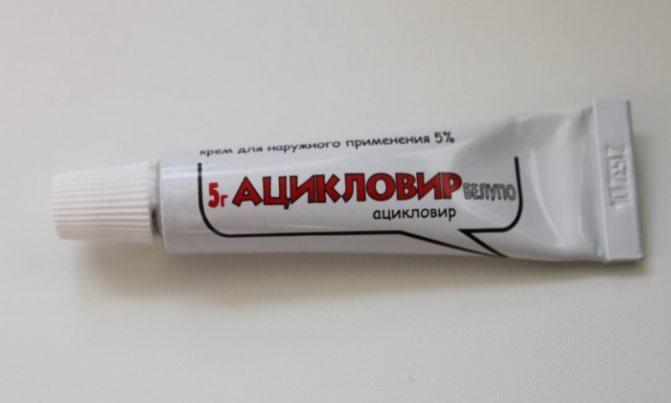 крем для наружного применения 5%
5г АЦИКЛОВИР БЕЛУПО
ацикловир